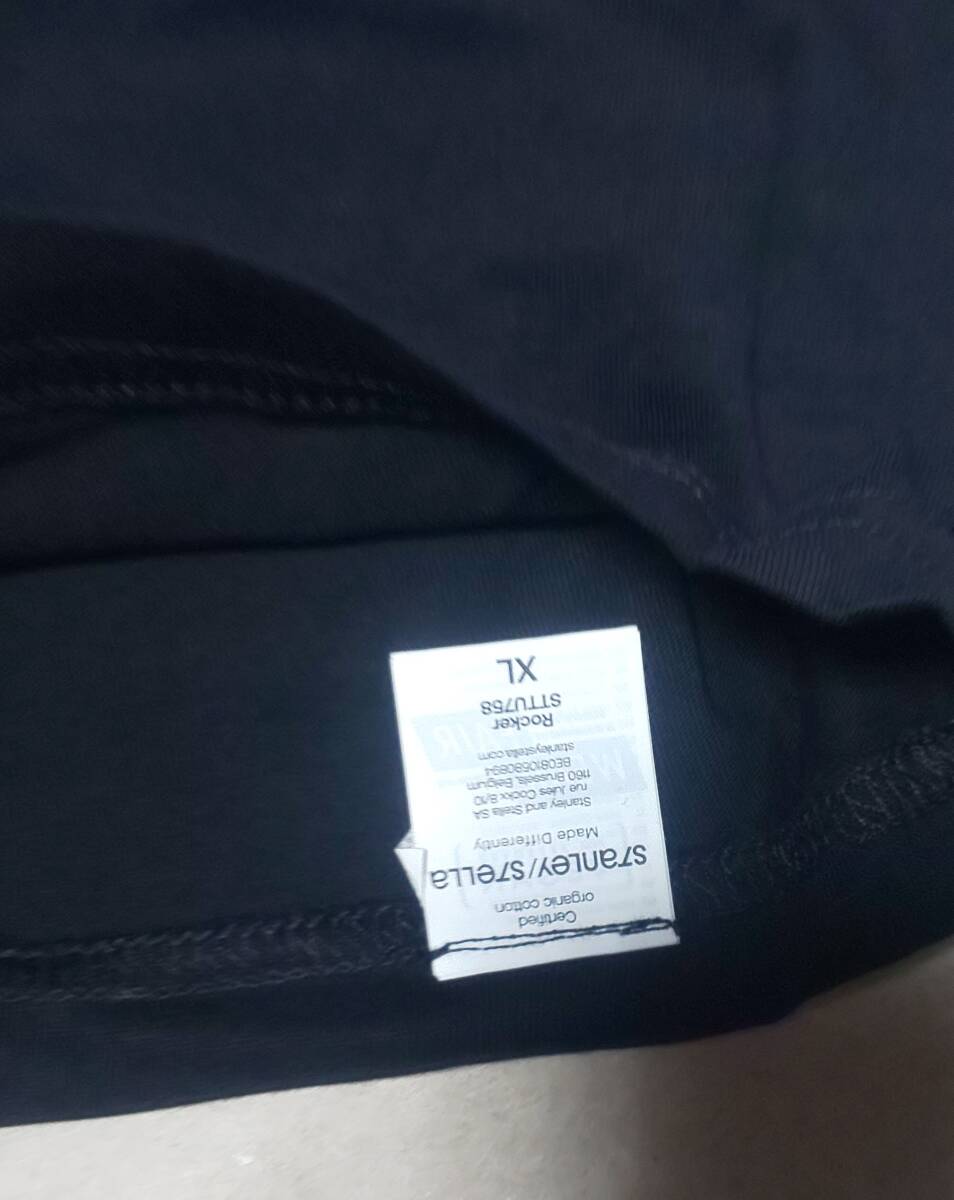 Certified
organic cotton
STANLEY/STELLA
Made Differently
Stanley and Stella SA
rue Jules Cockx 8/10
1160 Brussels, Belgium
BE0810580894
stanleystella.com
Rocker
STTU758
XL